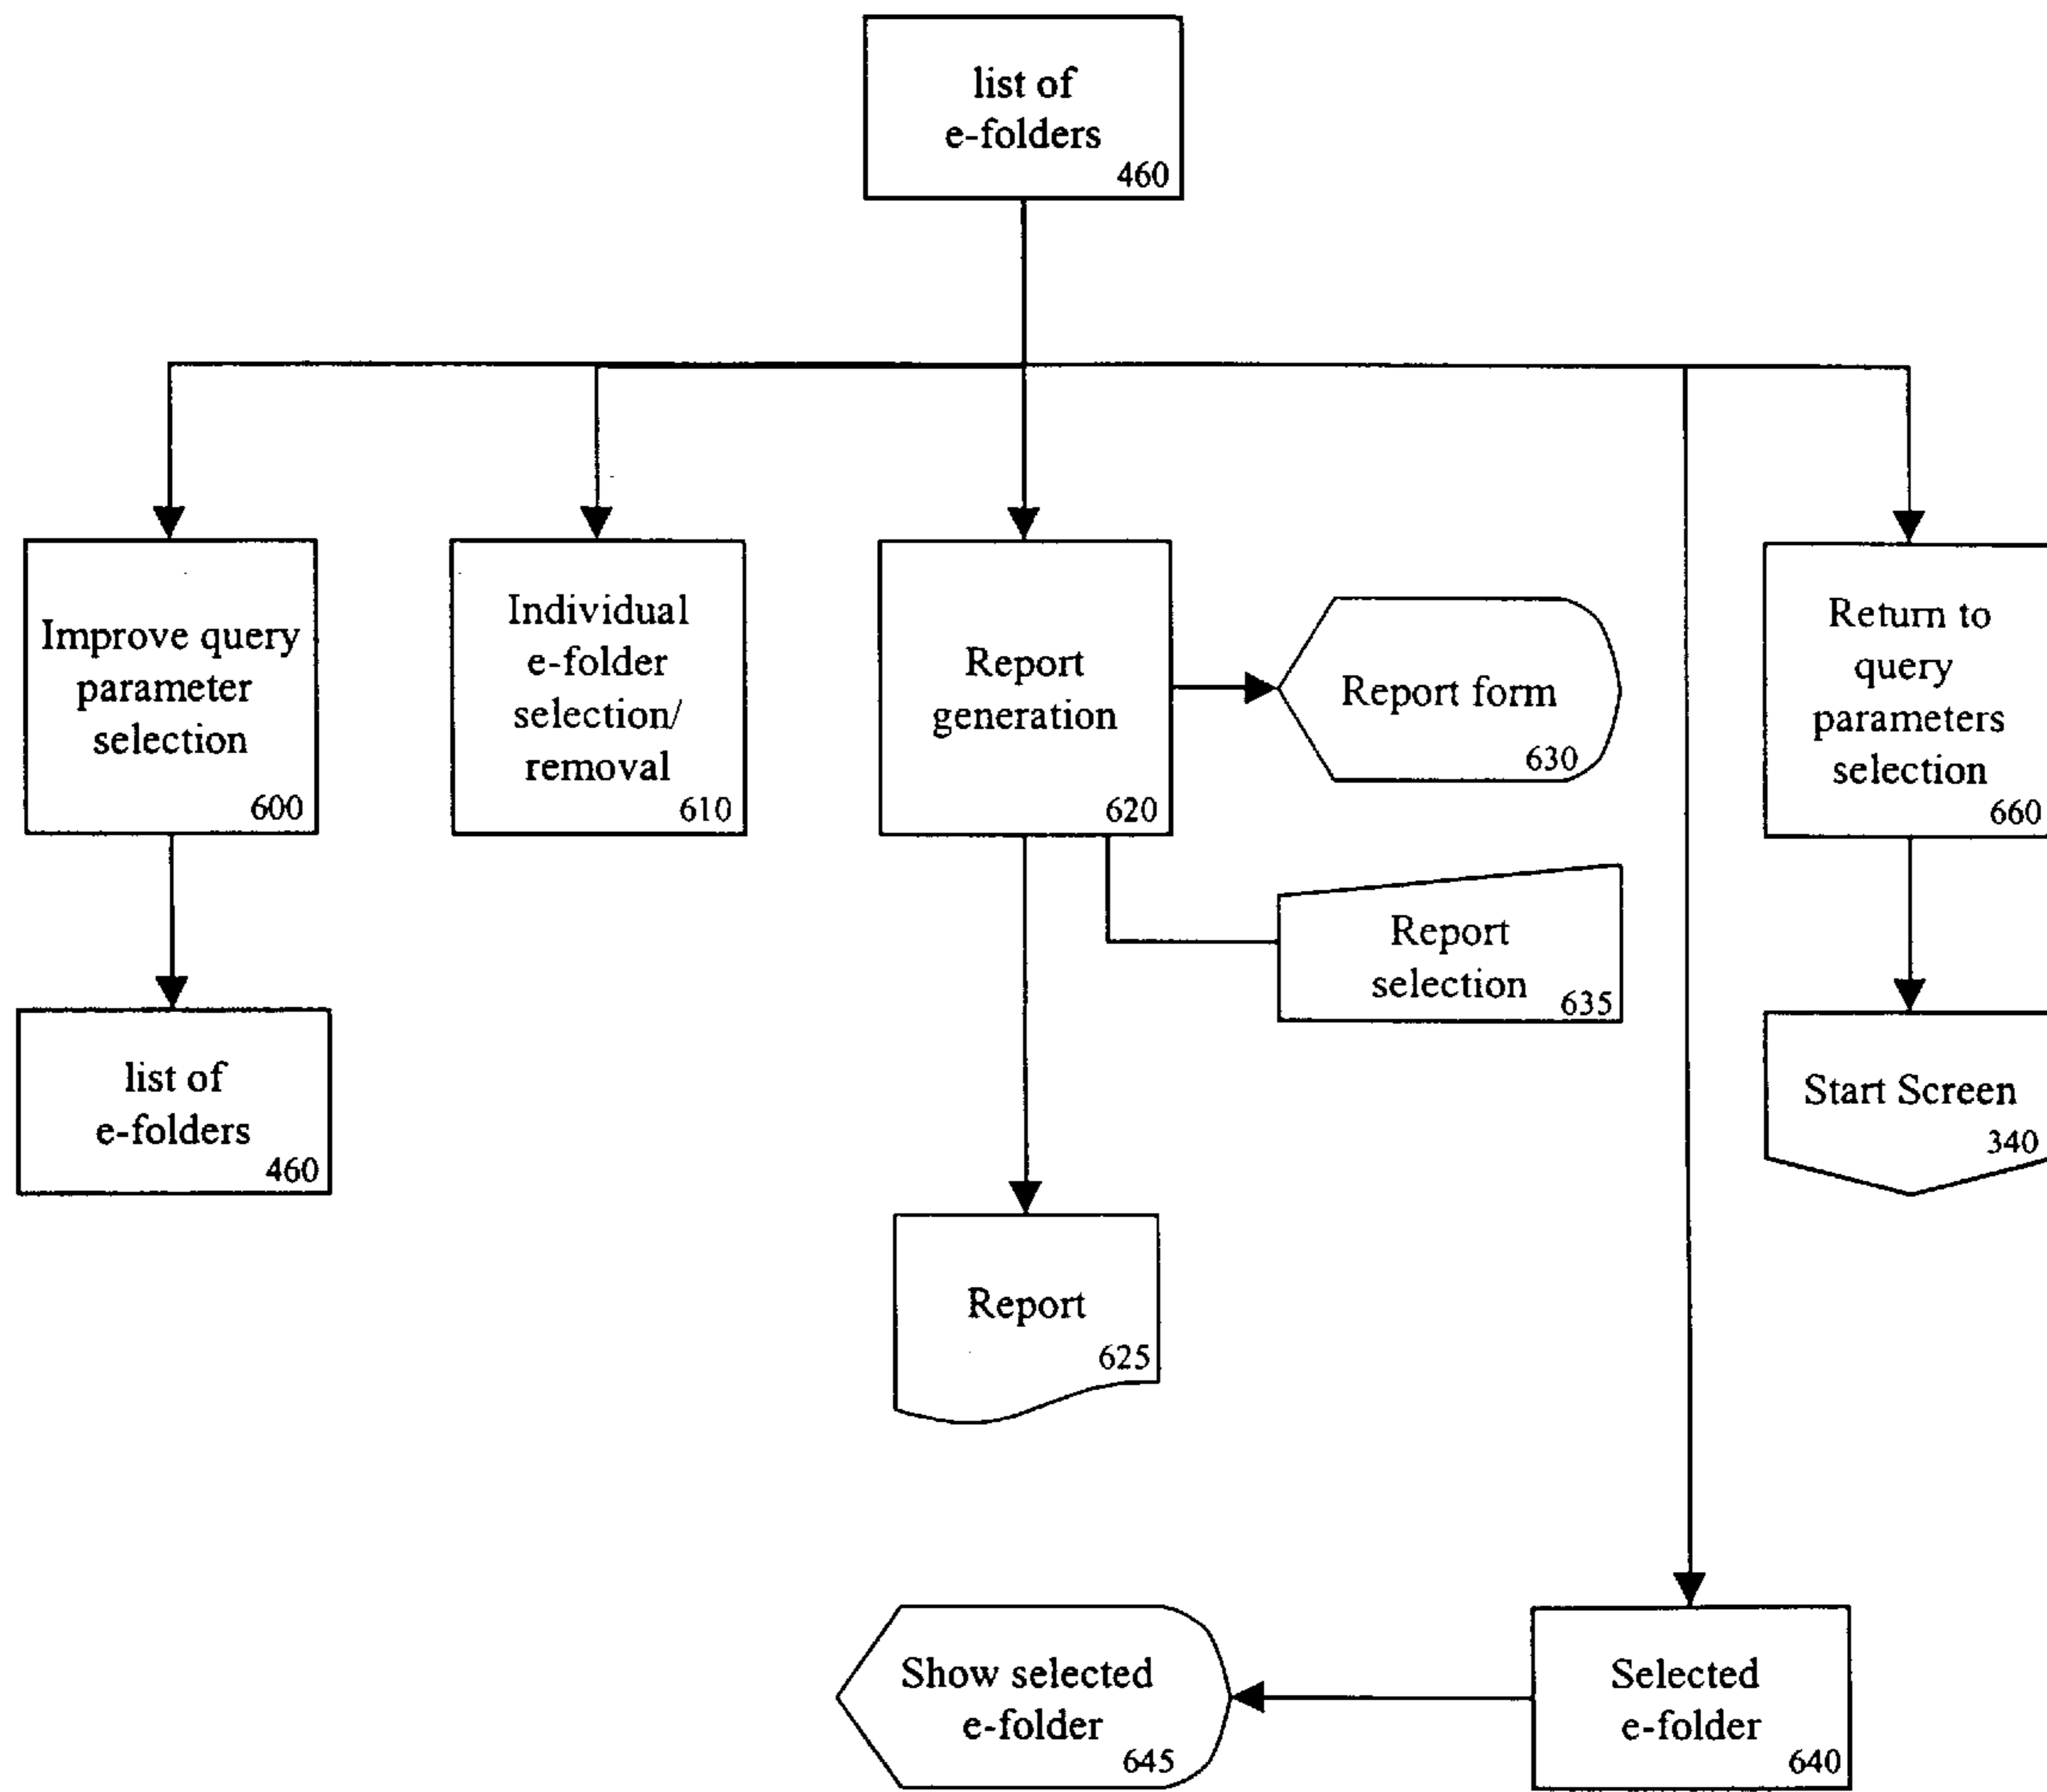 list of
e-folders
460
Improve query
parameter
selection
600
Individual
e-folder
selection/
removal
610
Report
generation
620
Report form
630
Return to
query
parameters
selection
660
Report
selection
635
list of
e-folders
460
Start Screen
340
Report
625
Show selected
e-folder
645
Selected
e-folder
640